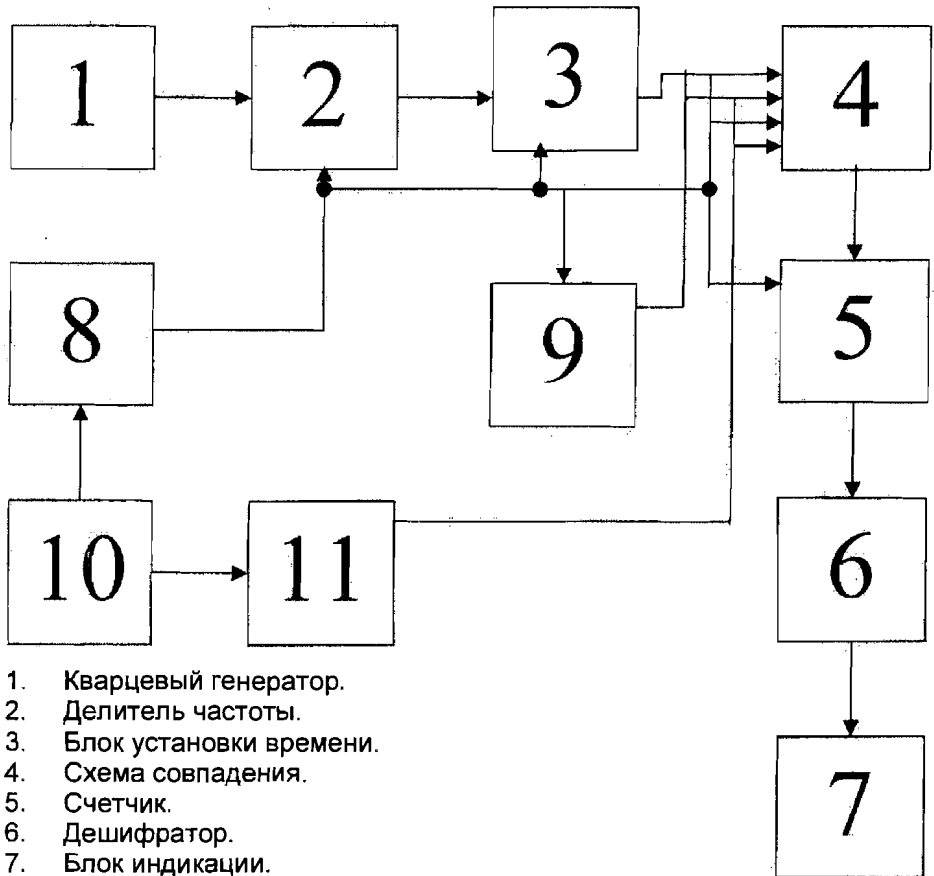 1
2
3
4
8
9
5
10
11
6
7
1. Кварцевый генератор.
2. Делитель частоты.
3. Блок установки времени.
4. Схема совпадения.
5. Счетчик.
6. Дешифратор.
7. Блок индикации.